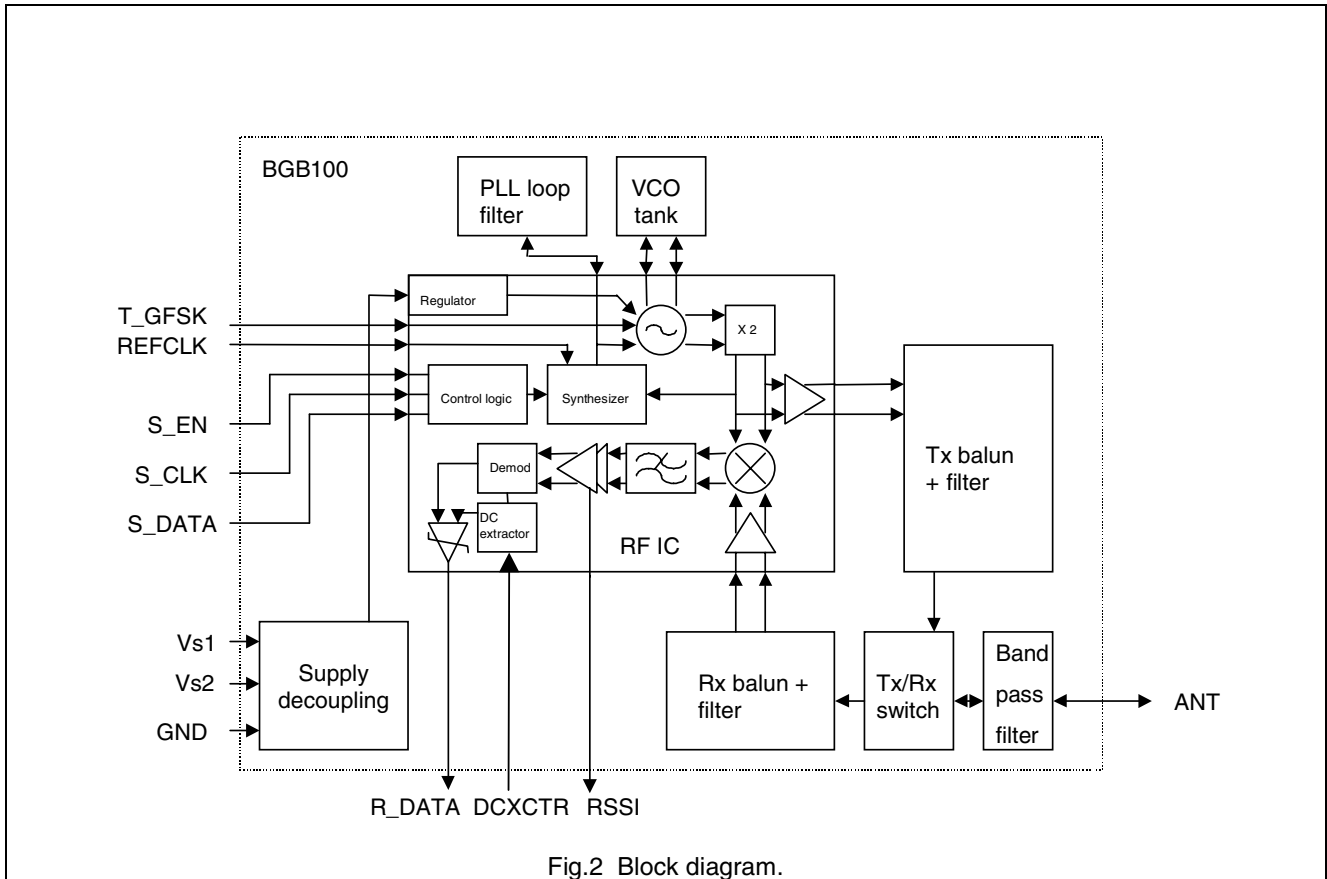 BGB100
PLL loop
filter
VCO
tank
Regulator
T_GFSK
REFCLK
X 2
S_EN
Control logic
Synthesizer
S_CLK
Demod
Tx balun
+ filter
S_DATA
DC
extractor
RF IC
Vs1
Vs2
GND
Supply
decoupling
Rx balun +
filter
Tx/Rx
switch
Band
pass
filter
ANT
R_DATA DCXCTR RSSI
Fig.2 Block diagram.